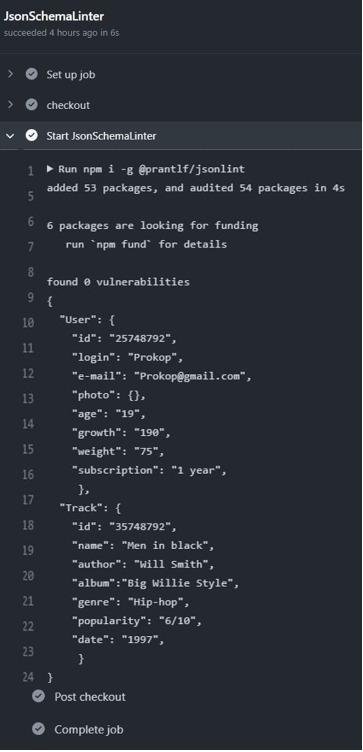 JsonSchemaLinter
succeeded 4 hours ago in 6s
Set up job
checkout
Start JsonSchemaLinter
1 ▶ Run npm i -g @prantlf/jsonlint
5 added 53 packages, and audited 54 packages in 4s
6
7 6 packages are looking for funding
8 run `npm fund` for details
9
10 found 0 vulnerabilities
11 {
12 "User": {
13 "id": "25748792",
14 "login": "Prokop",
15 "e-mail": "Prokop@gmail.com",
16 photo": {},
17 "age": "19",
18 "growth": "190",
19 "weight": "75",
20 "subscription": "1 year",
21 },
22 "Track": {
23 "id": "35748792",
24 "name": "Men in black",
"author": "Will Smith",
"album":"Big Willie Style",
"genre": "Hip-hop",
"popularity": "6/10",
"date": "1997",
}
}
Post checkout
Complete job